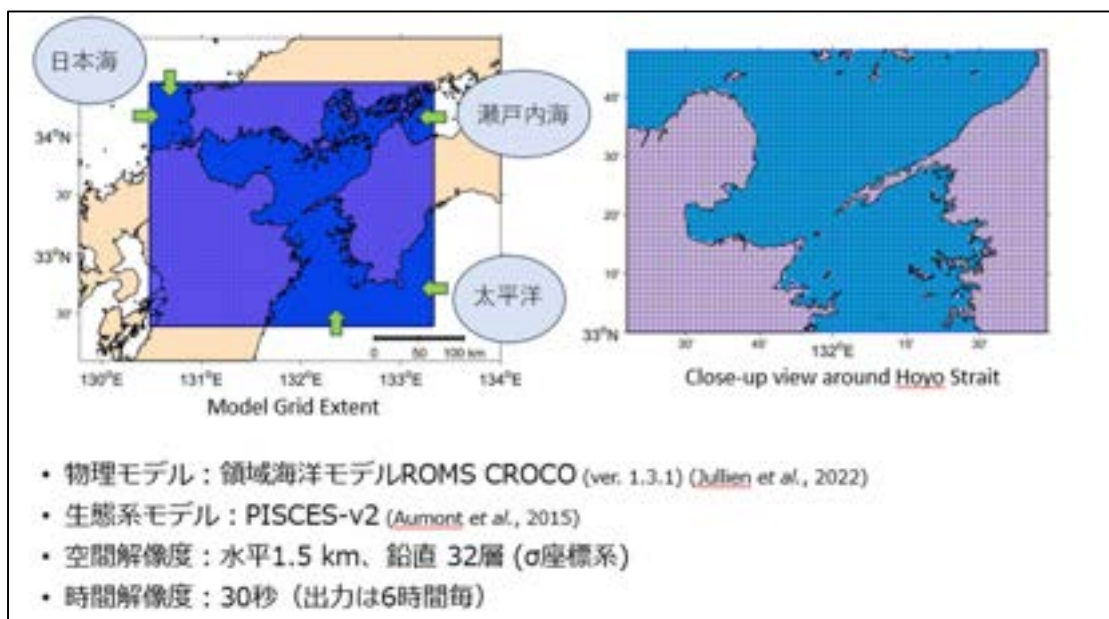 日本海
瀬戸内海
太平洋
34°N
30'
33°N
30'
0 50 100 km
130°E 131°E 132°E 133°E 134°E
Model Grid Extent
40'
30'
20'
10'
33°N
30' 40' 132°E 10' 20'
Close-up view around Hoyo Strait
• 物理モデル：領域海洋モデルROMS CROCO (ver. 1.3.1) (Jullien et al., 2022)
• 生態系モデル：PISCES-v2 (Aumont et al., 2015)
• 空間解像度：水平1.5 km、鉛直 32層 (σ座標系)
• 時間解像度：30秒（出力は6時間毎）